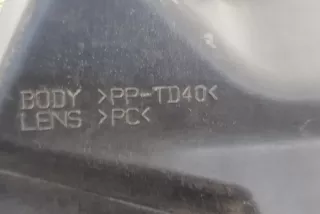 BODY >PP-TD40<
LENS >PC<